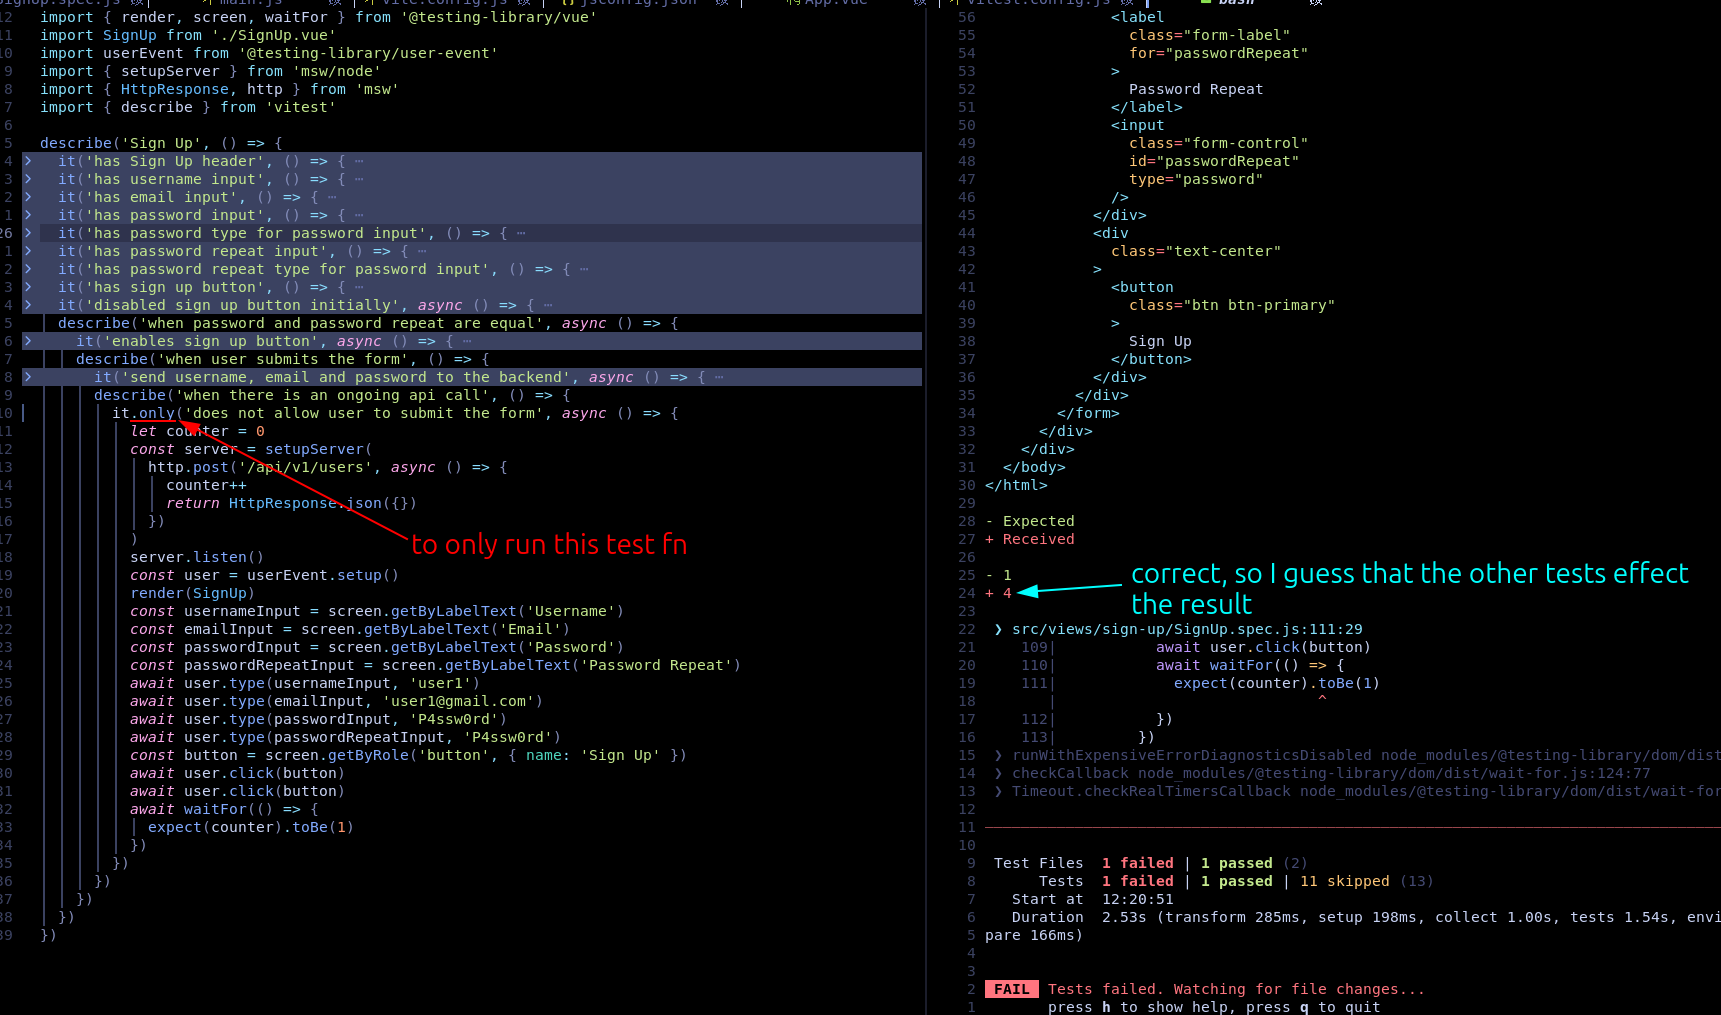 SignUp.spec.js
main.js
vite.config.js
jsconfig.json
App.vue
vitest.config.js
bash
12 import { render, screen, waitFor } from '@testing-library/vue'
11 import SignUp from './SignUp.vue'
10 import userEvent from '@testing-library/user-event'
9 import { setupServer } from 'msw/node'
8 import { HttpResponse, http } from 'msw'
7 import { describe } from 'vitest'
6
5 describe('Sign Up', () => {
4 > it('has Sign Up header', () => { ⋯
3 > it('has username input', () => { ⋯
2 > it('has email input', () => { ⋯
1 > it('has password input', () => { ⋯
26 > it('has password type for password input', () => { ⋯
1 > it('has password repeat input', () => { ⋯
2 > it('has password repeat type for password input', () => { ⋯
3 > it('has sign up button', () => { ⋯
4 > it('disabled sign up button initially', async () => { ⋯
5 describe('when password and password repeat are equal', async () => {
6 > it('enables sign up button', async () => { ⋯
7 describe('when user submits the form', () => {
8 > it('send username, email and password to the backend', async () => { ⋯
9 describe('when there is an ongoing api call', () => {
10 it.only('does not allow user to submit the form', async () => {
11 let counter = 0
12 const server = setupServer(
13 http.post('/api/v1/users', async () => {
14 counter++
15 return HttpResponse.json({})
16 })
17 )
18 server.listen()
19 const user = userEvent.setup()
20 render(SignUp)
21 const usernameInput = screen.getByLabelText('Username')
22 const emailInput = screen.getByLabelText('Email')
23 const passwordInput = screen.getByLabelText('Password')
24 const passwordRepeatInput = screen.getByLabelText('Password Repeat')
25 await user.type(usernameInput, 'user1')
26 await user.type(emailInput, 'user1@gmail.com')
27 await user.type(passwordInput, 'P4ssw0rd')
28 await user.type(passwordRepeatInput, 'P4ssw0rd')
29 const button = screen.getByRole('button', { name: 'Sign Up' })
30 await user.click(button)
31 await user.click(button)
32 await waitFor(() => {
33 expect(counter).toBe(1)
34 })
35 })
36 })
37 })
38 })
39 })
to only run this test fn
56 <label
55 class="form-label"
54 for="passwordRepeat"
53 >
52 Password Repeat
51 </label>
50 <input
49 class="form-control"
48 id="passwordRepeat"
47 type="password"
46 />
45 </div>
44 <div
43 class="text-center"
42 >
41 <button
40 class="btn btn-primary"
39 >
38 Sign Up
37 </button>
36 </div>
35 </div>
34 </form>
33 </div>
32 </div>
31 </body>
30 </html>
29
28 - Expected
27 + Received
26
25 - 1
24 + 4
23
correct, so I guess that the other tests effect
the result
22 ❯ src/views/sign-up/SignUp.spec.js:111:29
21 109| await user.click(button)
20 110| await waitFor(() => {
19 111| expect(counter).toBe(1)
18 | ^
17 112| })
16 113| })
15 ❯ runWithExpensiveErrorDiagnosticsDisabled node_modules/@testing-library/dom/dist
14 ❯ checkCallback node_modules/@testing-library/dom/dist/wait-for.js:124:77
13 ❯ Timeout.checkRealTimersCallback node_modules/@testing-library/dom/dist/wait-for
12
11
10
9 Test Files 1 failed | 1 passed (2)
8 Tests 1 failed | 1 passed | 11 skipped (13)
7 Start at 12:20:51
6 Duration 2.53s (transform 285ms, setup 198ms, collect 1.00s, tests 1.54s, envi
5 pare 166ms)
4
3
2 FAIL Tests failed. Watching for file changes...
1 press h to show help, press q to quit